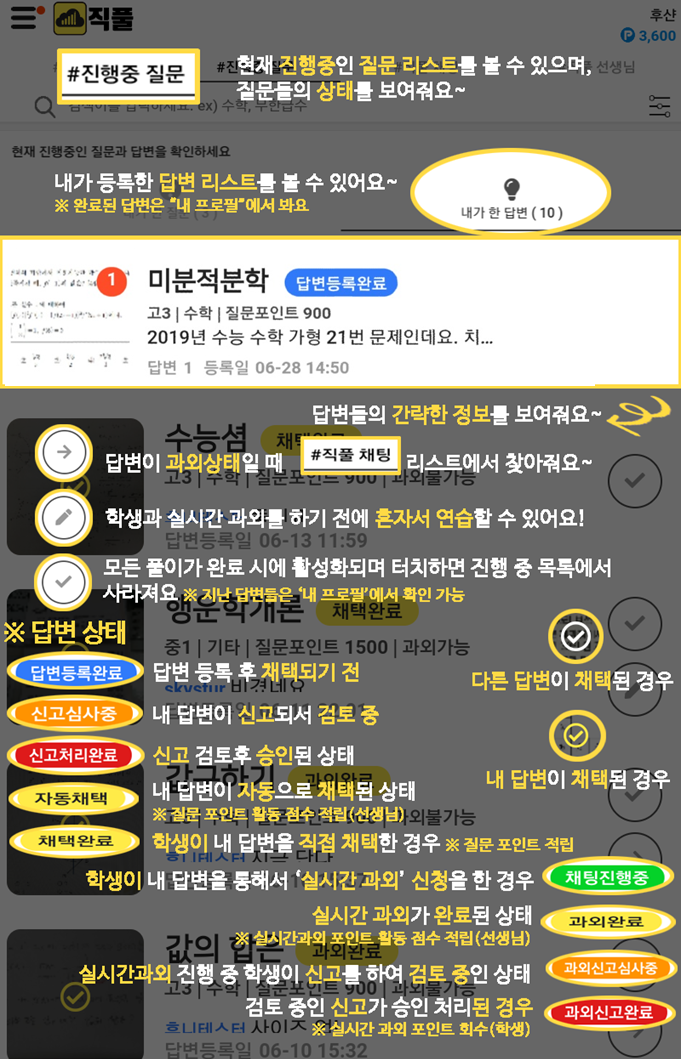 직풀
후샨
P 3,600
#진행중 질문
현재 진행중인 질문 리스트를 볼 수 있으며,
선생님
질문들의 상태를 보여줘요~
현재 진행중인 질문과 답변을 확인하세요
내가 등록한 답변 리스트를 볼 수 있어요~
※ 완료된 답변은 “내 프로필”에서 봐요
내가 한 답변 ( 10 )
1
미분적분학 답변등록완료
고3 | 수학 | 질문포인트 900
2019년 수능 수학 가형 21번 문제인데요. 치...
답변 1 등록일 06-28 14:50
답변들의 간략한 정보를 보여줘요~
수능셤 채택완료
답변이 과외상태일 때 #직풀 채팅 리스트에서 찾아줘요~
고3 | 수학 | 질문포인트 900 | 과외불가능
학생과 실시간 과외를 하기 전에 혼자서 연습할 수 있어요!
답변등록일 06-13 11:59
모든 풀이가 완료 시에 활성화되며 터치하면 진행 중 목록에서
사라져요 ※ 지난 답변들은 ‘내 프로필’에서 확인 가능
행운학개론 채택완료
※ 답변 상태
중1 | 기타 | 질문포인트 1500 | 과외가능
답변등록완료 답변 등록 후 채택되기 전
다른 답변이 채택된 경우
신고심사중 내 답변이 신고되서 검토 중
신고처리완료 신고 검토후 승인된 상태
내 답변이 채택된 경우
자동채택 내 답변이 자동으로 채택된 상태
※ 질문 포인트 활동 점수 적립(선생님)
채택완료 학생이 내 답변을 직접 채택한 경우 ※ 질문 포인트 적립
학생이 내 답변을 통해서 ‘실시간 과외’ 신청을 한 경우 채팅진행중
실시간 과외가 완료된 상태 과외완료
※ 실시간과외 포인트 활동 점수 적립(선생님)
과외완료
실시간과외 진행 중 학생이 신고를 하여 검토 중인 상태 과외신고심사중
검토 중인 신고가 승인 처리된 경우 과외신고완료
※ 실시간 과외 포인트 회수(학생)
답변등록일 06-10 15:32